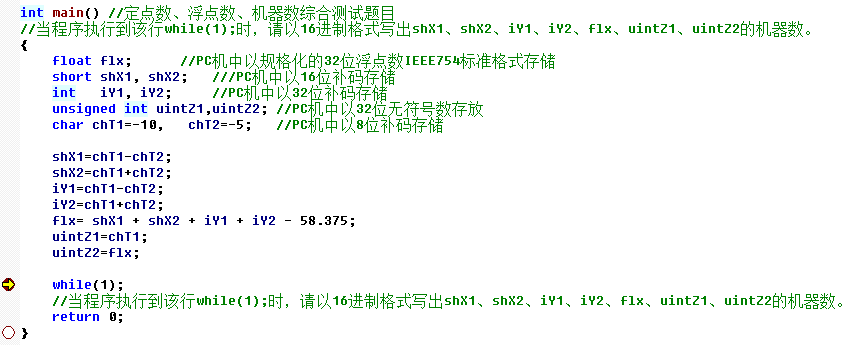 int main() //定点数、浮点数、机器数综合测试题目
//当程序执行到该行while(1);时，请以16进制格式写出shX1、shX2、iY1、iY2、flx、uintZ1、uintZ2的机器数。
{
float flx; //PC机中以规格化的32位浮点数IEEE754标准格式存储
short shX1, shX2; ///PC机中以16位补码存储
int iY1, iY2; //PC机中以32位补码存储
unsigned int uintZ1,uintZ2; //PC机中以32位无符号数存放
char chT1=-10, chT2=-5; //PC机中以8位补码存储
shX1=chT1-chT2;
shX2=chT1+chT2;
iY1=chT1-chT2;
iY2=chT1+chT2;
flx= shX1 + shX2 + iY1 + iY2 - 58.375;
uintZ1=chT1;
uintZ2=flx;
while(1);
//当程序执行到该行while(1);时，请以16进制格式写出shX1、shX2、iY1、iY2、flx、uintZ1、uintZ2的机器数。
return 0;
}